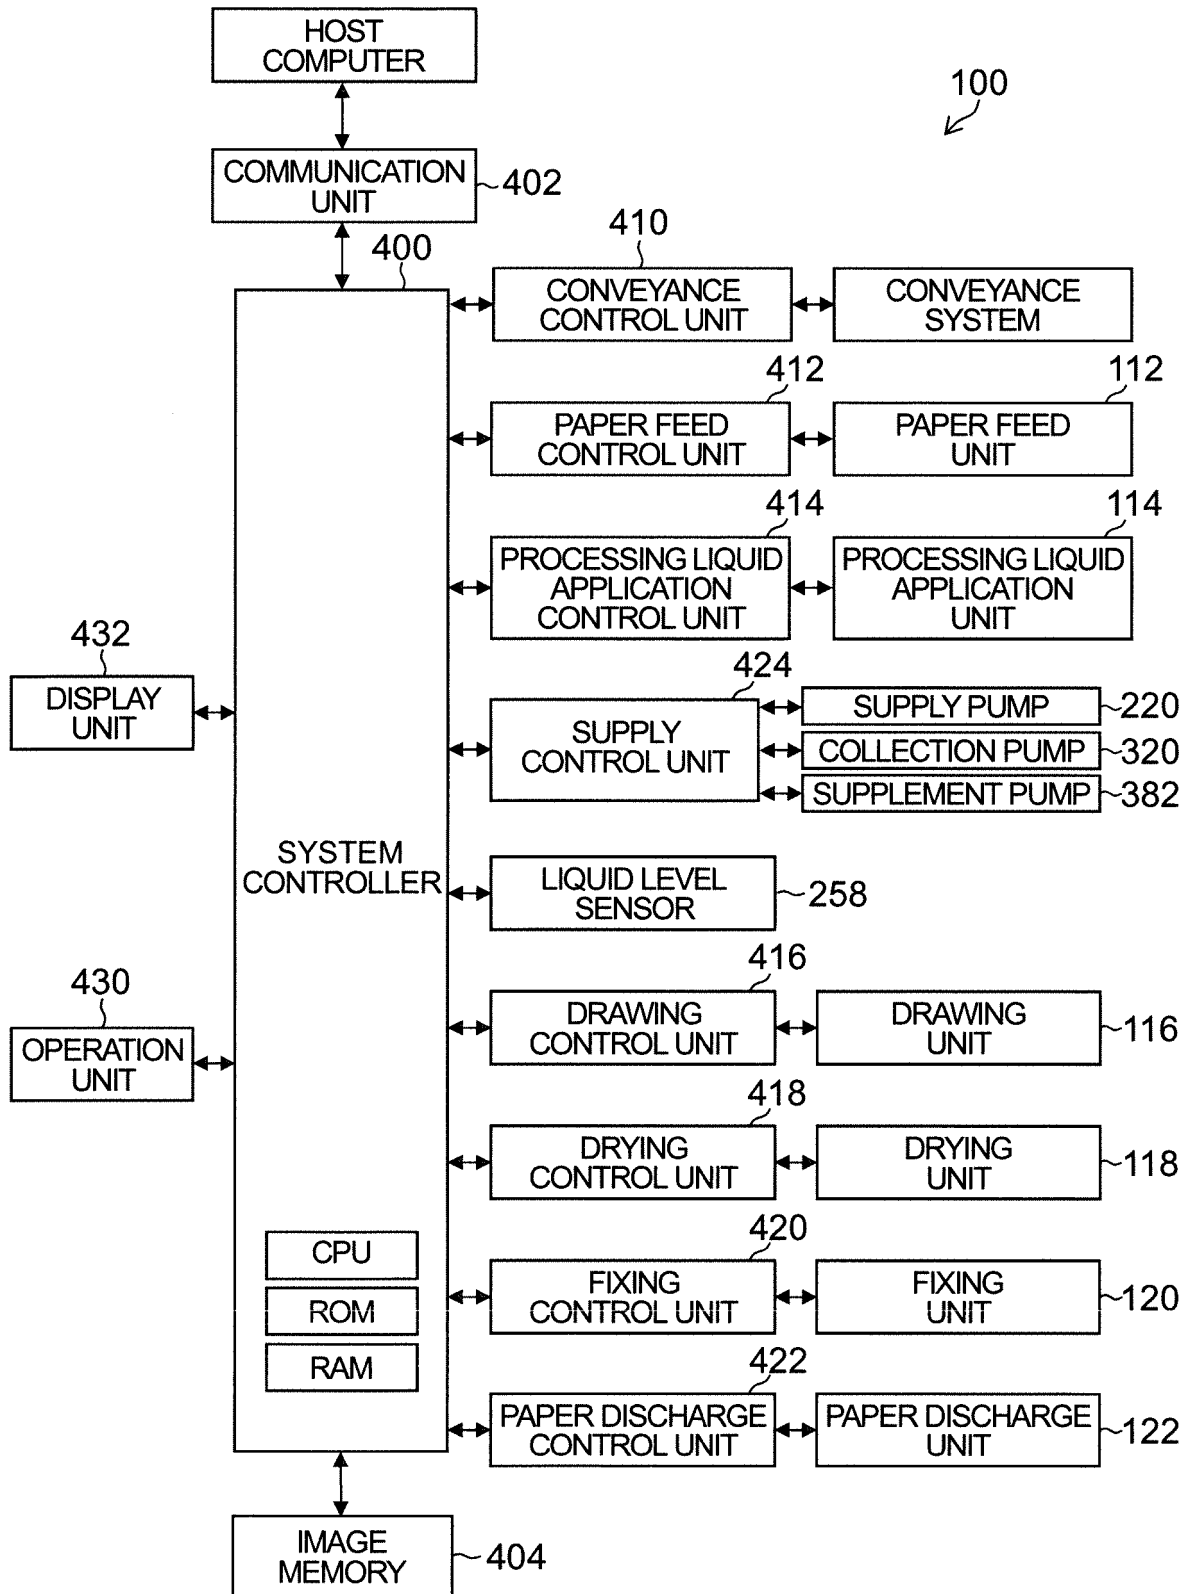 HOST
COMPUTER
100
COMMUNICATION
UNIT
402
400
410
CONVEYANCE
CONTROL UNIT
CONVEYANCE
SYSTEM
412
112
PAPER FEED
CONTROL UNIT
PAPER FEED
UNIT
414
114
PROCESSING LIQUID
APPLICATION
CONTROL UNIT
PROCESSING LIQUID
APPLICATION
UNIT
432
DISPLAY
UNIT
424
SUPPLY
CONTROL UNIT
SUPPLY PUMP
220
COLLECTION PUMP
320
SUPPLEMENT PUMP
382
SYSTEM
CONTROLLER
LIQUID LEVEL
SENSOR
258
430
OPERATION
UNIT
416
DRAWING
CONTROL UNIT
DRAWING
UNIT
116
418
DRYING
CONTROL UNIT
DRYING
UNIT
118
CPU
ROM
RAM
420
FIXING
CONTROL UNIT
FIXING
UNIT
120
422
PAPER DISCHARGE
CONTROL UNIT
PAPER DISCHARGE
UNIT
122
IMAGE
MEMORY
404